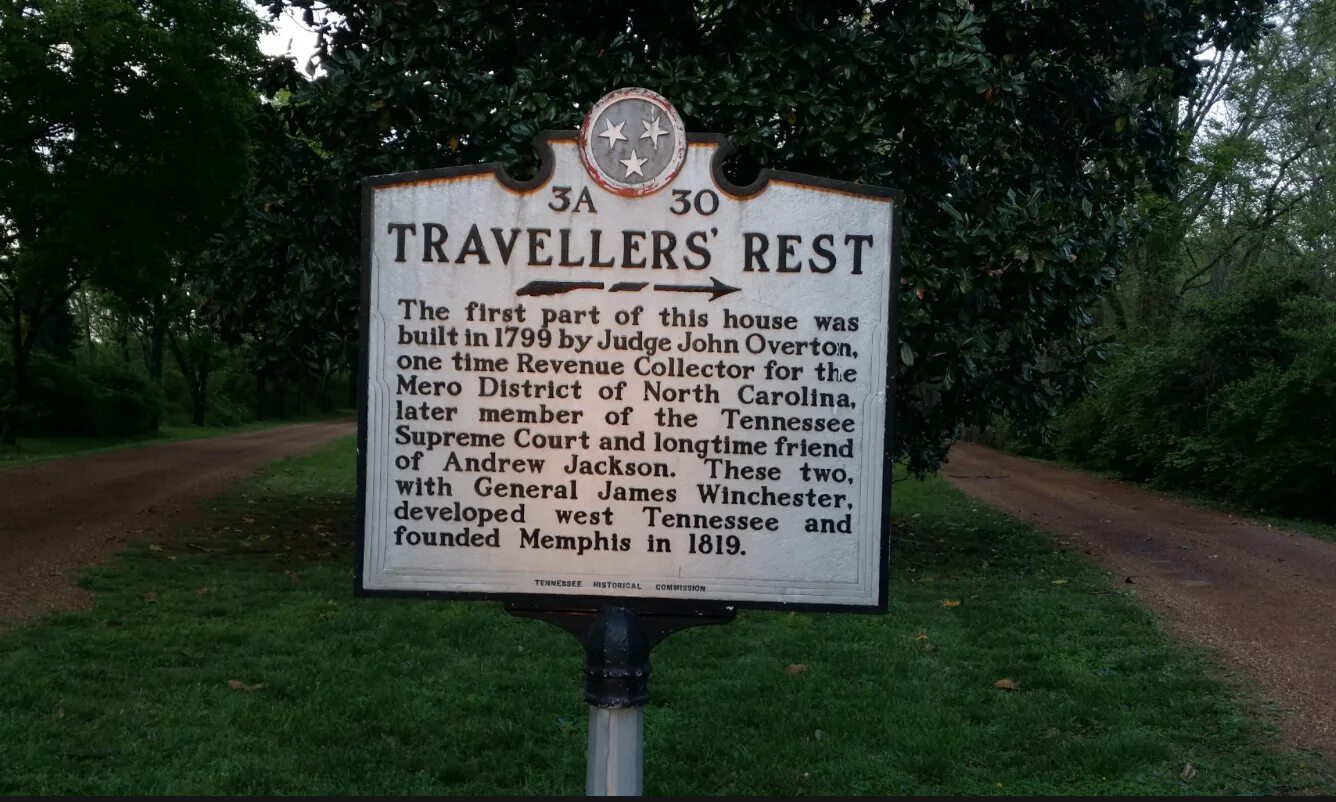 3A 30
TRAVELLERS' REST
The first part of this house was
built in 1799 by Judge John Overton,
one time Revenue Collector for the
Mero District of North Carolina,
later member of the Tennessee
Supreme Court and longtime friend
of Andrew Jackson. These two,
with General James Winchester,
developed west Tennessee and
founded Memphis in 1819.
TENNESSEE HISTORICAL COMMISSION